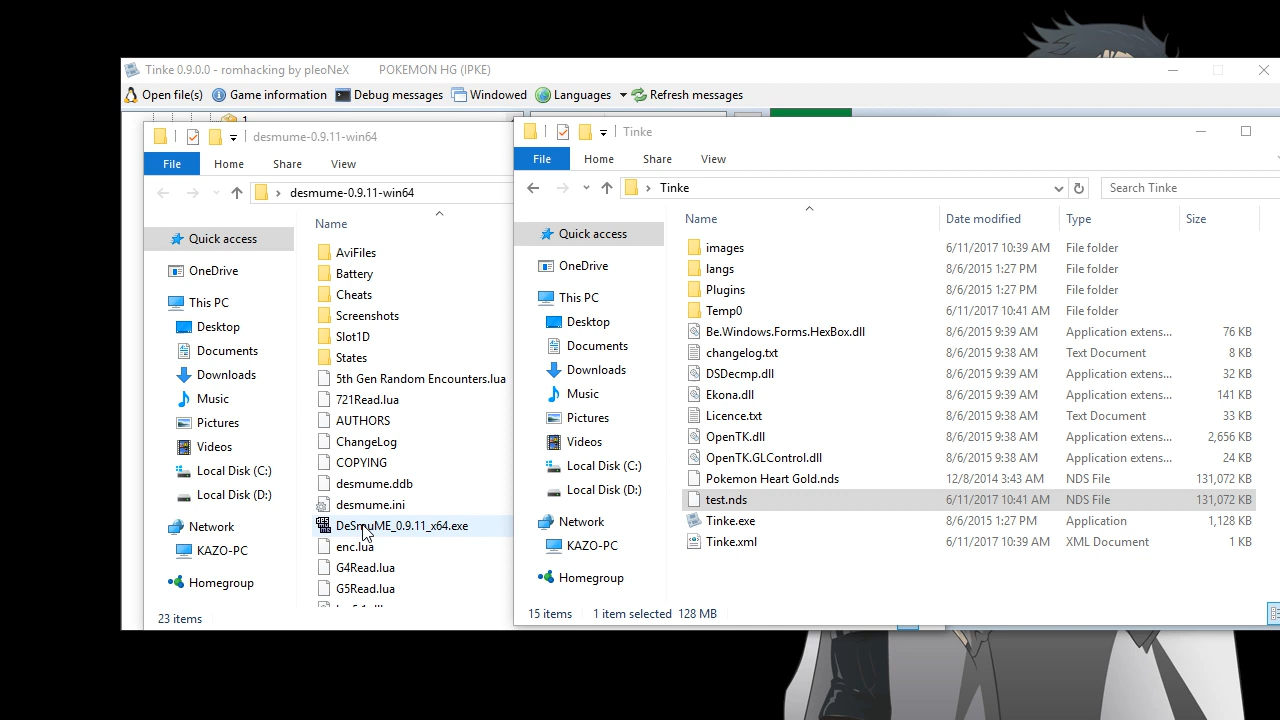 Tinke 0.9.0.0 - romhacking by pleoNeX POKEMON HG (IPKE)
Open file(s) Game information Debug messages Windowed Languages Refresh messages
1
desmume-0.9.11-win64
File Home Share View
desmume-0.9.11-win64
Name
Quick access
OneDrive
This PC
Desktop
Documents
Downloads
Music
Pictures
Videos
Local Disk (C:)
Local Disk (D:)
Network
KAZO-PC
Homegroup
AviFiles
Battery
Cheats
Screenshots
Slot1D
States
5th Gen Random Encounters.lua
721Read.lua
AUTHORS
ChangeLog
COPYING
desmume.ddb
desmume.ini
DeSmuME_0.9.11_x64.exe
enc.lua
G4Read.lua
G5Read.lua
23 items
Tinke
File Home Share View
Tinke
Search Tinke
Quick access
OneDrive
This PC
Desktop
Documents
Downloads
Music
Pictures
Videos
Local Disk (C:)
Local Disk (D:)
Network
KAZO-PC
Homegroup
Name Date modified Type Size
images 6/11/2017 10:39 AM File folder
langs 8/6/2015 1:27 PM File folder
Plugins 8/6/2015 1:27 PM File folder
Temp0 6/11/2017 10:41 AM File folder
Be.Windows.Forms.HexBox.dll 8/6/2015 9:39 AM Application extens... 76 KB
changelog.txt 8/6/2015 9:38 AM Text Document 8 KB
DSDecmp.dll 8/6/2015 9:39 AM Application extens... 32 KB
Ekona.dll 8/6/2015 9:39 AM Application extens... 141 KB
Licence.txt 8/6/2015 9:38 AM Text Document 33 KB
OpenTK.dll 8/6/2015 9:38 AM Application extens... 2,656 KB
OpenTK.GLControl.dll 8/6/2015 9:38 AM Application extens... 24 KB
Pokemon Heart Gold.nds 12/8/2014 3:43 AM NDS File 131,072 KB
test.nds 6/11/2017 10:41 AM NDS File 131,072 KB
Tinke.exe 8/6/2015 1:27 PM Application 1,128 KB
Tinke.xml 6/11/2017 10:39 AM XML Document 1 KB
15 items 1 item selected 128 MB